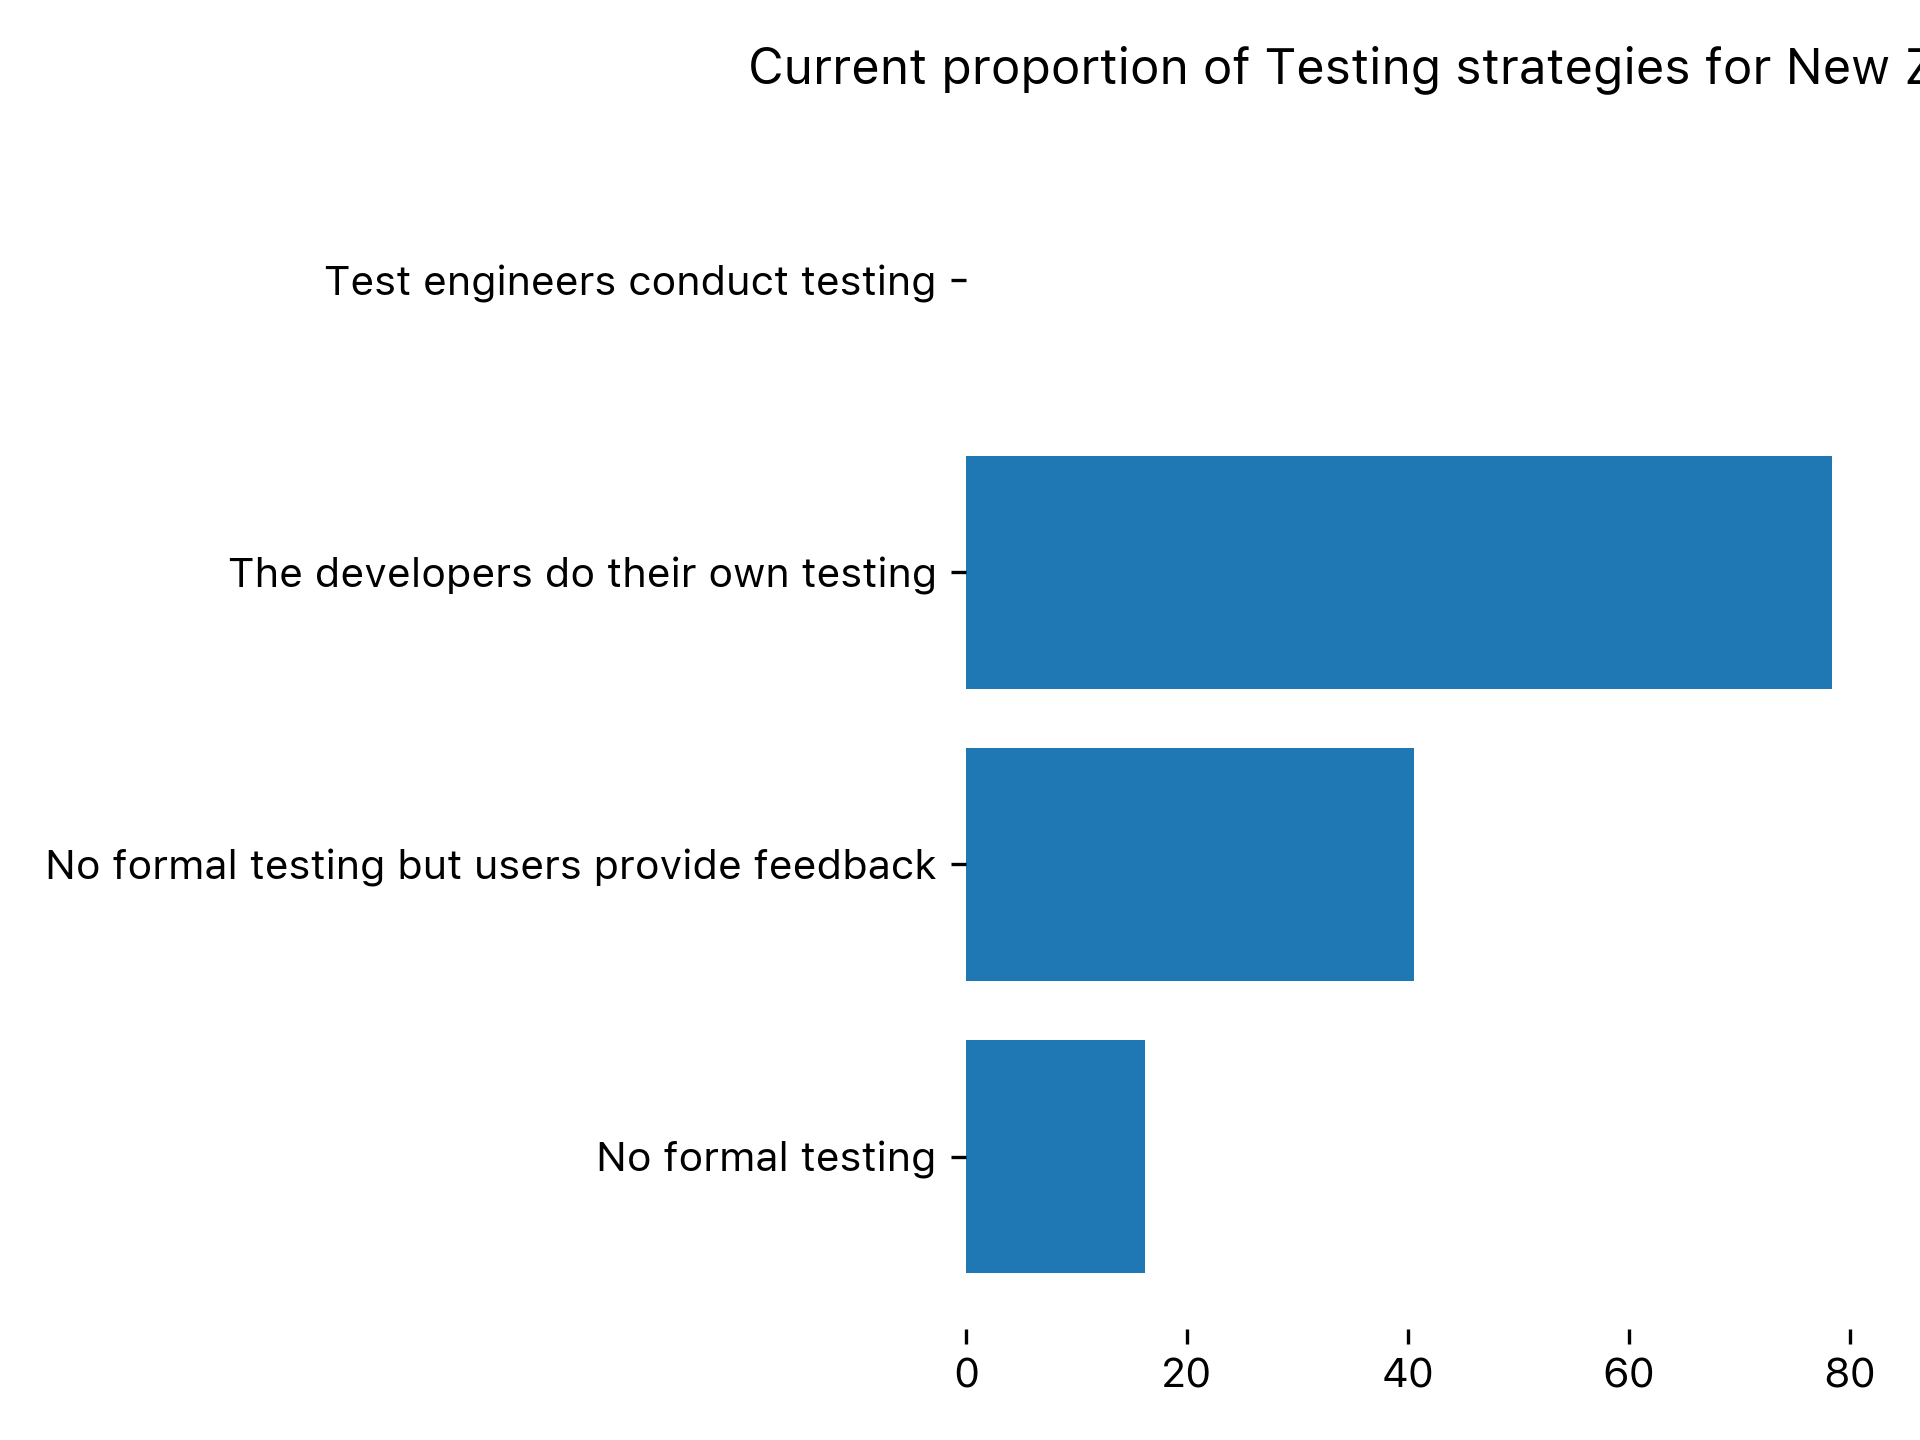 Current proportion of Testing strategies for New
Test engineers conduct testing
The developers do their own testing
No formal testing but users provide feedback
No formal testing
0 20 40 60 80